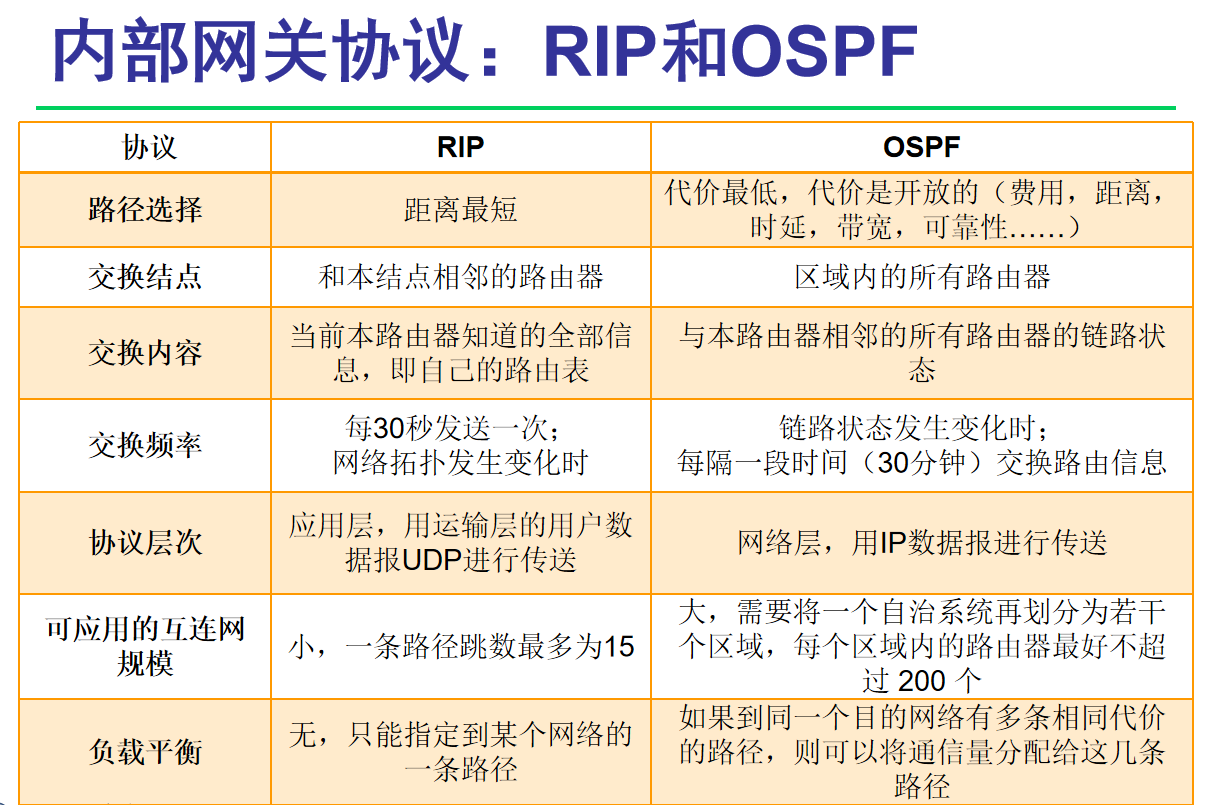 内部网关协议：RIP和OSPF
协议
RIP
OSPF
路径选择
距离最短
代价最低，代价是开放的（费用，距离，
时延，带宽，可靠性……）
交换结点
和本结点相邻的路由器
区域内的所有路由器
交换内容
当前本路由器知道的全部信
息，即自己的路由表
与本路由器相邻的所有路由器的链路状
态
交换频率
每30秒发送一次；
网络拓扑发生变化时
链路状态发生变化时；
每隔一段时间（30分钟）交换路由信息
协议层次
应用层，用运输层的用户数
据报UDP进行传送
网络层，用IP数据报进行传送
可应用的互连网
规模
小，一条路径跳数最多为15
大，需要将一个自治系统再划分为若干
个区域，每个区域内的路由器最好不超
过 200 个
负载平衡
无，只能指定到某个网络的
一条路径
如果到同一个目的网络有多条相同代价
的路径，则可以将通信量分配给这几条
路径